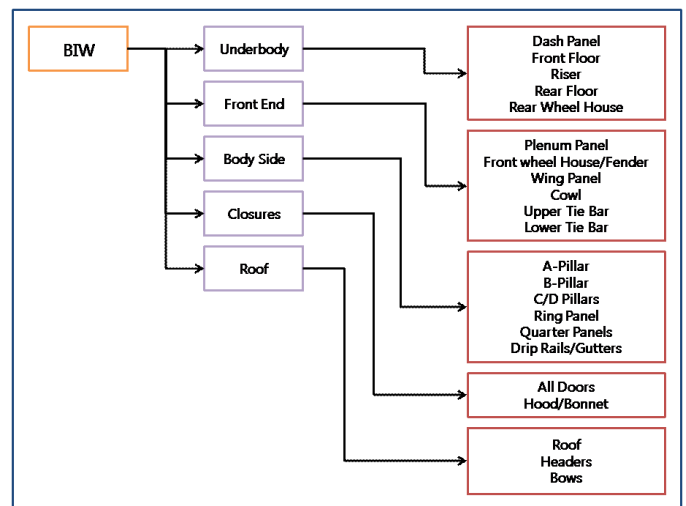 BIW
Underbody
Front End
Body Side
Closures
Roof
Dash Panel
Front Floor
Riser
Rear Floor
Rear Wheel House
Plenum Panel
Front wheel House/Fender
Wing Panel
Cowl
Upper Tie Bar
Lower Tie Bar
A-Pillar
B-Pillar
C/D Pillars
Ring Panel
Quarter Panels
Drip Rails/Gutters
All Doors
Hood/Bonnet
Roof
Headers
Bows